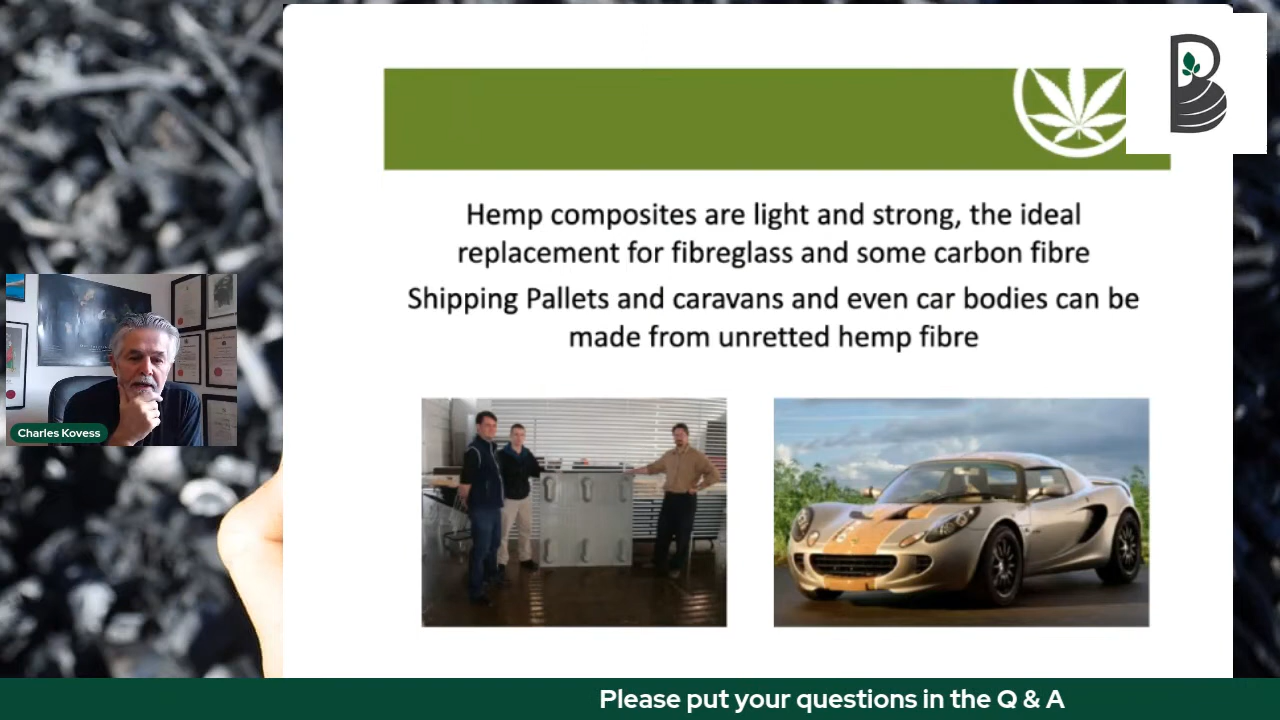 Hemp composites are light and strong, the ideal
replacement for fibreglass and some carbon fibre
Shipping Pallets and caravans and even car bodies can be
made from unretted hemp fibre
Charles Kovess
Please put your questions in the Q & A